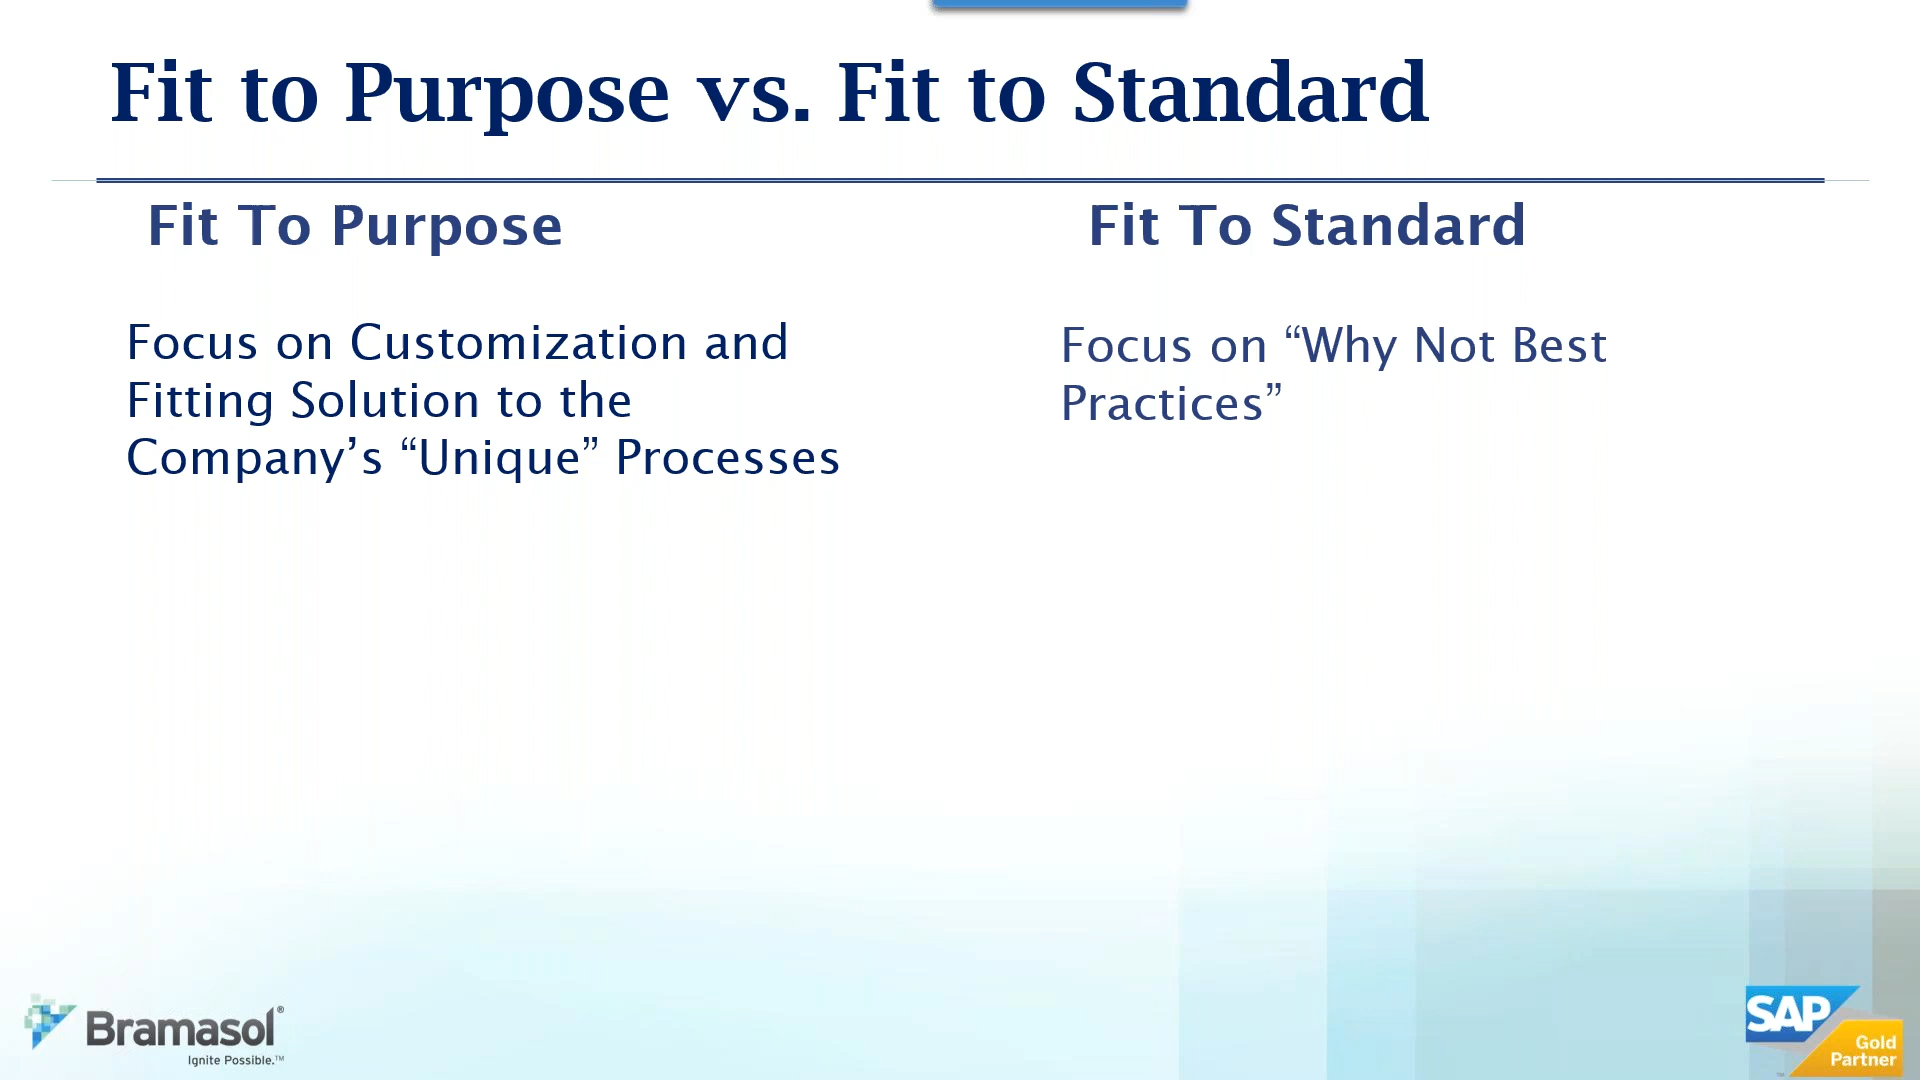 Fit to Purpose vs. Fit to Standard
Fit To Purpose
Focus on Customization and
Fitting Solution to the
Company’s “Unique” Processes
Fit To Standard
Focus on “Why Not Best
Practices”
Bramasol®
Ignite Possible.™
SAP
Gold
Partner
™